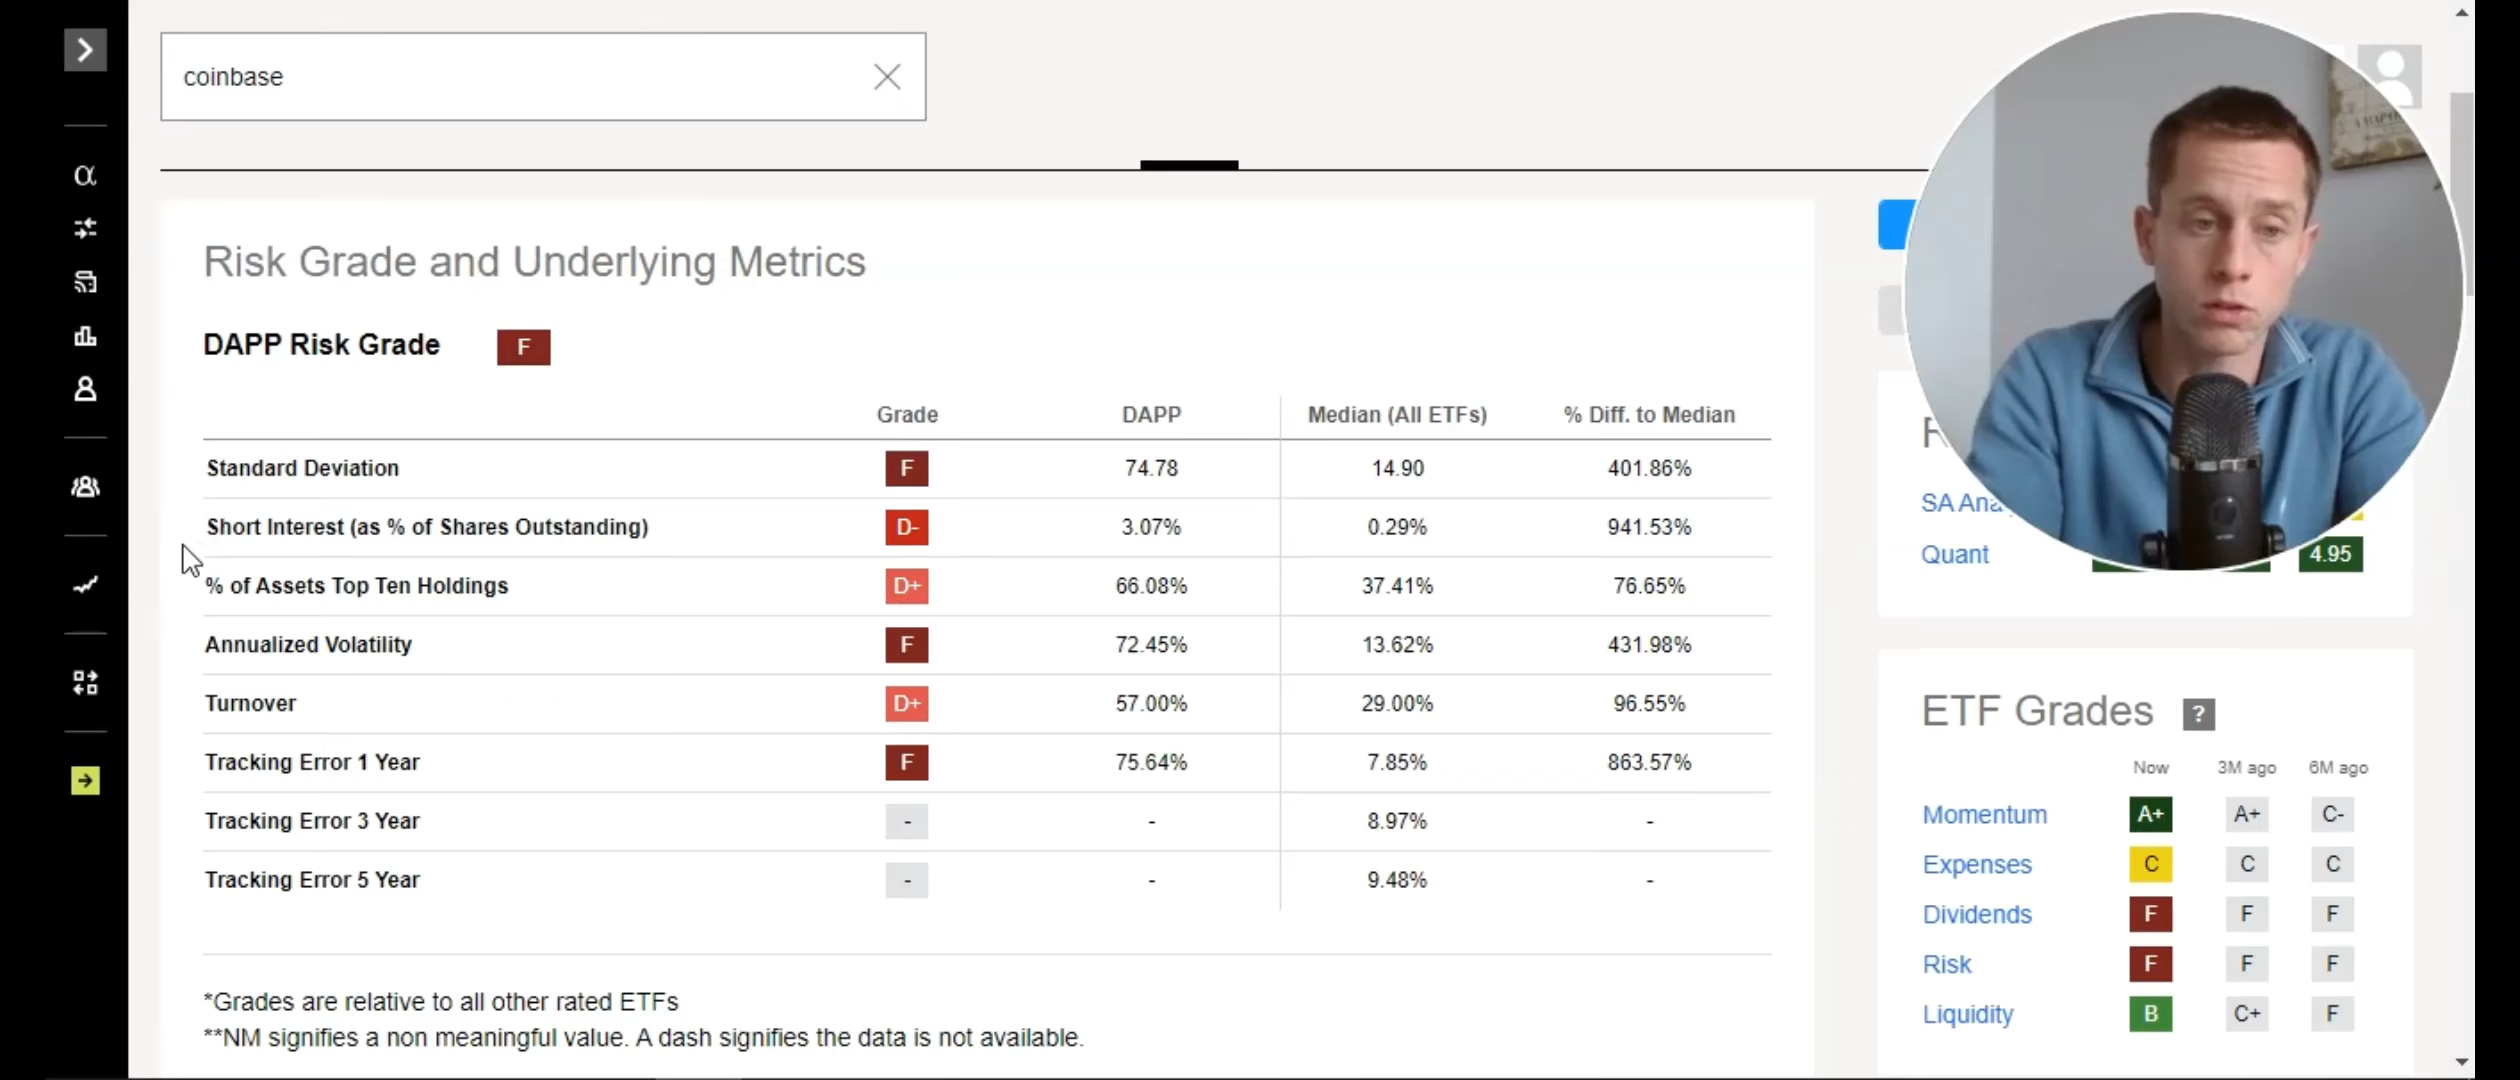 coinbase
Risk Grade and Underlying Metrics
DAPP Risk Grade F
Grade DAPP Median (All ETFs) % Diff. to Median
Standard Deviation F 74.78 14.90 401.86%
Short Interest (as % of Shares Outstanding) D- 3.07% 0.29% 941.53%
% of Assets Top Ten Holdings D+ 66.08% 37.41% 76.65%
Annualized Volatility F 72.45% 13.62% 431.98%
Turnover D+ 57.00% 29.00% 96.55%
Tracking Error 1 Year F 75.64% 7.85% 863.57%
Tracking Error 3 Year - - 8.97% -
Tracking Error 5 Year - - 9.48% -
*Grades are relative to all other rated ETFs
**NM signifies a non meaningful value. A dash signifies the data is not available.
SA
Quant 4.95
ETF Grades ?
Now 3M ago 6M ago
Momentum A+ A+ C-
Expenses C C C
Dividends F F F
Risk F F F
Liquidity B C+ F